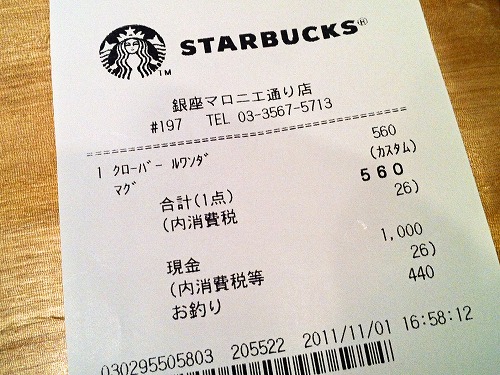 TM
STARBUCKS®
銀座マロニエ通り店
#197 TEL 03-3567-5713
560
1 クローバー ルワンダ (カスタム)
マグ
合計(1点) 560
(内消費税 26)
現金 1,000
(内消費税等 26)
お釣り 440
030295505803 205522 2011/11/01 16:58:12